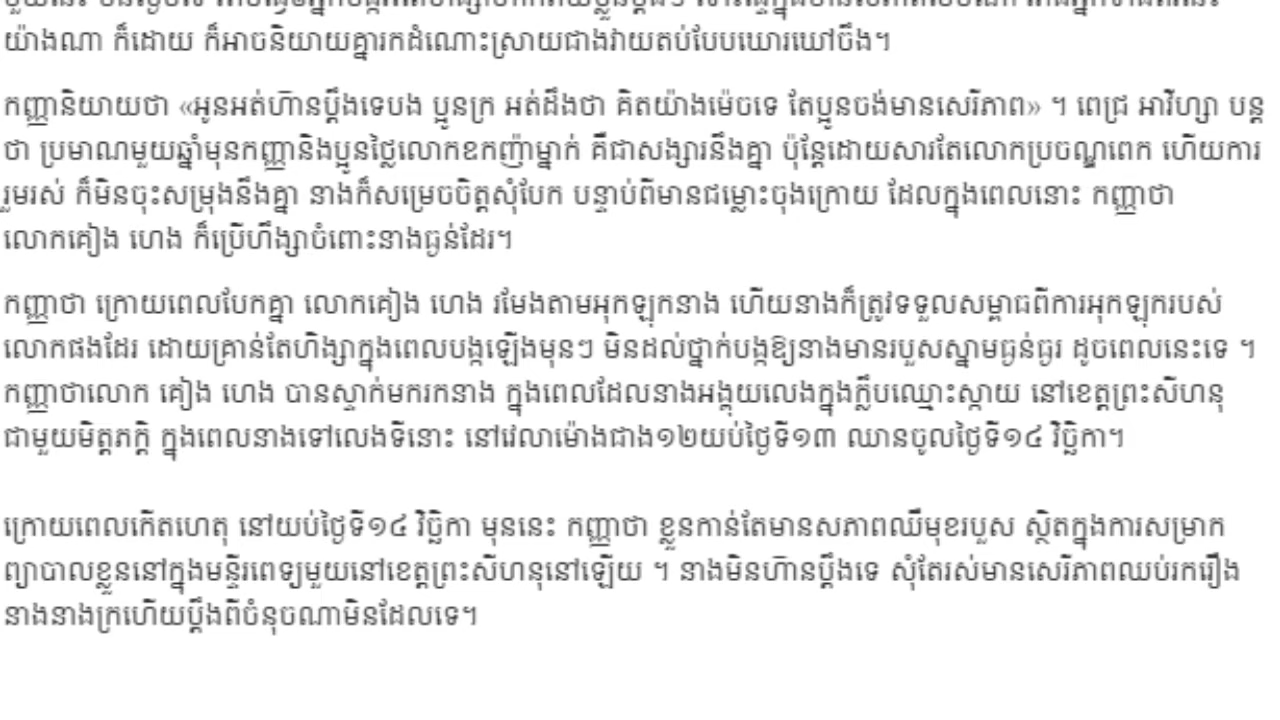 យ៉ាងណា ក៏ដោយ ក៏អាចនិយាយគ្នារកដំណោះស្រាយជាងវាយតប់បែបឃោរឃៅចឹង។
កញ្ញានិយាយថា «អូនអត់ហ៊ានប្ដឹងទេបង ប្អូនក្រ អត់ដឹងថា គិតយ៉ាងម៉េចទេ តែប្អូនចង់មានសេរីភាព» ។ ពេជ្រ អាវីហ្សា បន្ត
ថា ប្រមាណមួយឆ្នាំមុនកញ្ញានិងប្អូនថ្លៃលោកឧកញ៉ាម្នាក់ គឺជាសង្សារនឹងគ្នា ប៉ុន្តែដោយសារតែលោកប្រចណ្ឌពេក ហើយការ
រួមរស់ ក៏មិនចុះសម្រុងនឹងគ្នា នាងក៏សម្រេចចិត្តសុំបែក បន្ទាប់ពីមានជម្លោះចុងក្រោយ ដែលក្នុងពេលនោះ កញ្ញាថា
លោកគៀង ហេង ក៏ប្រើហឹង្សាចំពោះនាងធ្ងន់ដែរ។
កញ្ញាថា ក្រោយពេលបែកគ្នា លោកគៀង ហេង រមែងតាមអុកឡុកនាង ហើយនាងក៏ត្រូវទទួលសម្ពាធពីការអុកឡុករបស់
លោកផងដែរ ដោយគ្រាន់តែហិង្សាក្នុងពេលបង្កឡើងមុនៗ មិនដល់ថ្នាក់បង្កឱ្យនាងមានរបួសស្នាមធ្ងន់ធ្ងរ ដូចពេលនេះទេ ។
កញ្ញាថាលោក គៀង ហេង បានស្ទាក់មករកនាង ក្នុងពេលដែលនាងអង្គុយលេងក្នុងក្លឹបឈ្មោះស្កាយ នៅខេត្តព្រះសីហនុ
ជាមួយមិត្តភក្តិ ក្នុងពេលនាងទៅលេងទីនោះ នៅវេលាម៉ោងជាង១២យប់ថ្ងៃទី១៣ ឈានចូលថ្ងៃទី១៤ វិច្ឆិកា។
ក្រោយពេលកើតហេតុ នៅយប់ថ្ងៃទី១៤ វិច្ឆិកា មុននេះ កញ្ញាថា ខ្លួនកាន់តែមានសភាពឈឺមុខរបួស ស្ថិតក្នុងការសម្រាក
ព្យាបាលខ្លួននៅក្នុងមន្ទីរពេទ្យមួយនៅខេត្តព្រះសីហនុនៅឡើយ ។ នាងមិនហ៊ានប្ដឹងទេ សុំតែរស់មានសេរីភាពឈប់រករឿង
នាងនាងក្រហើយប្ដឹងពីចំនុចណាមិនដែលទេ។